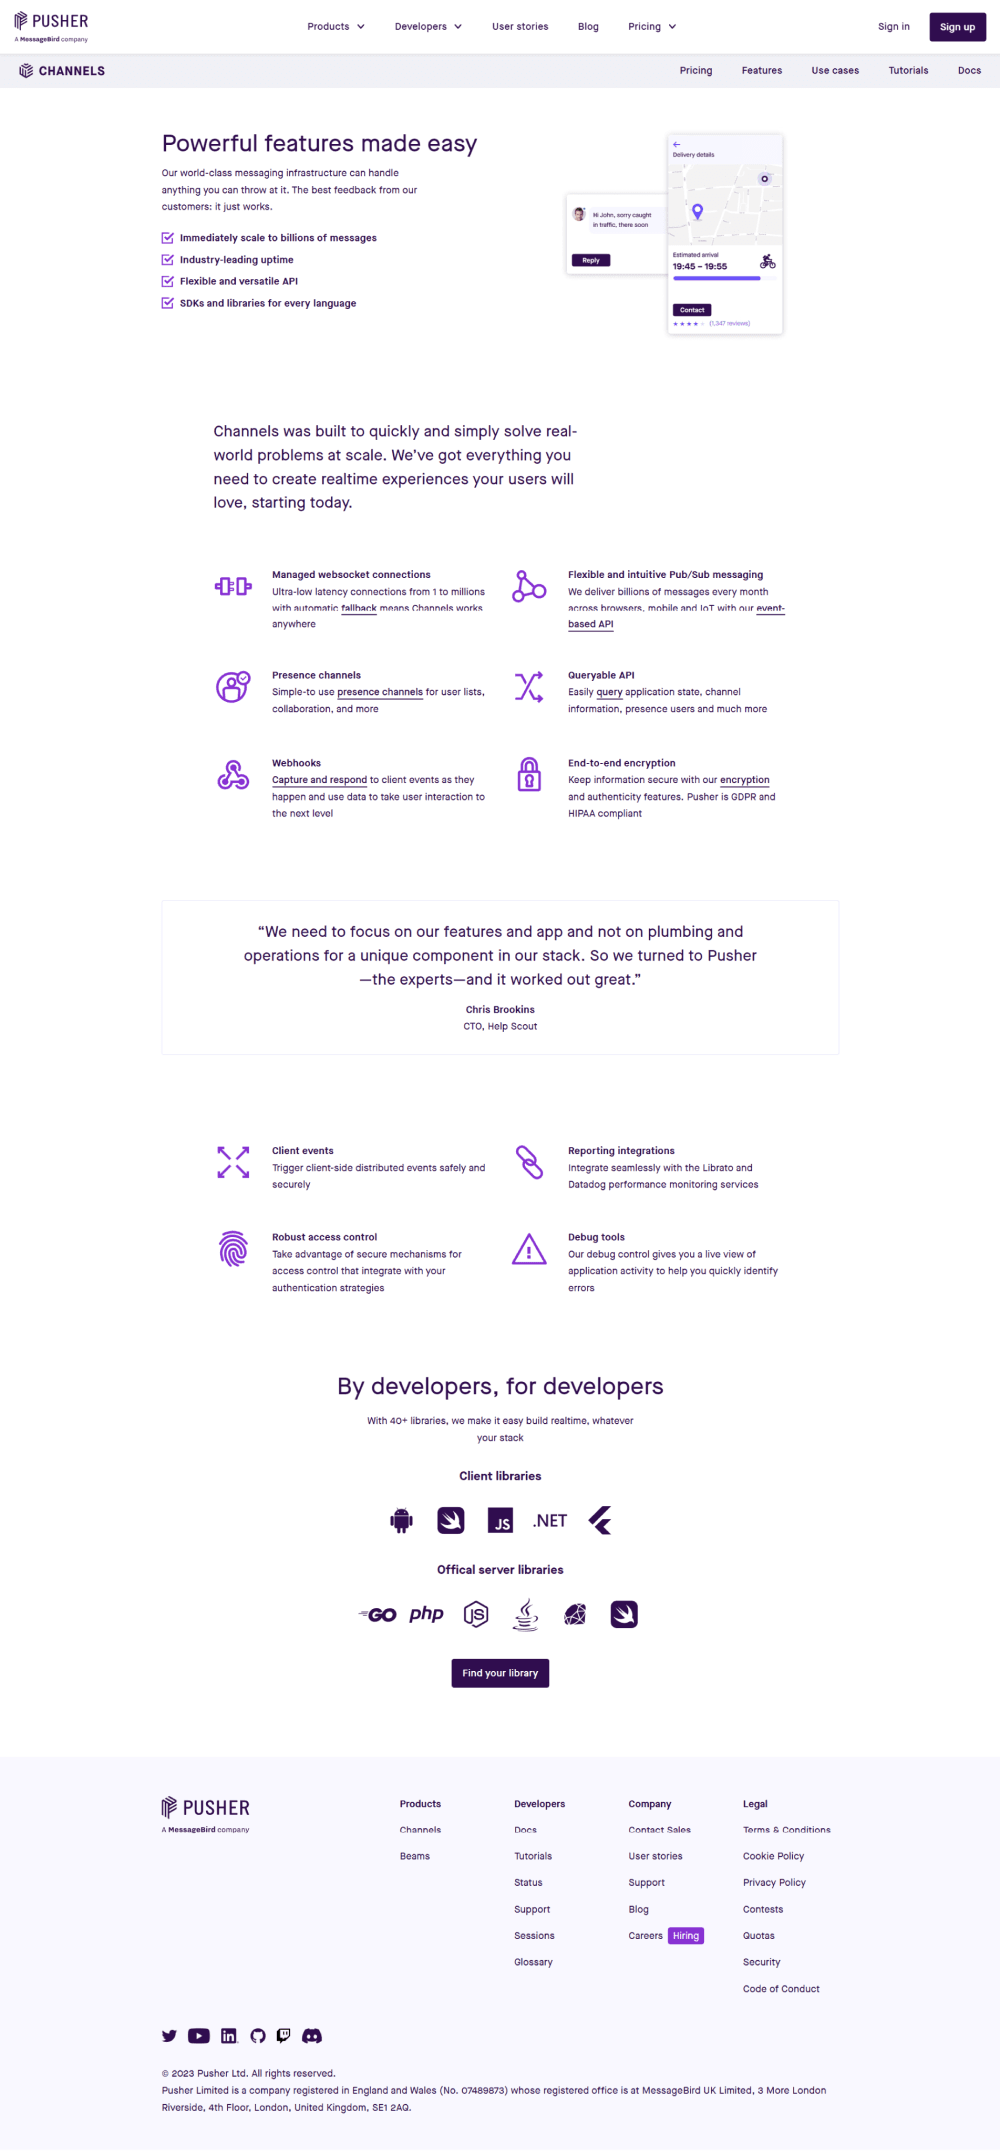 PUSHER
A MessageBird company
Products
Developers
User stories
Blog
Pricing
Sign in
Sign up
CHANNELS
Pricing
Features
Use cases
Tutorials
Docs
Powerful features made easy
Our world-class messaging infrastructure can handle
anything you can throw at it. The best feedback from our
customers: it just works.
Immediately scale to billions of messages
Industry-leading uptime
Flexible and versatile API
SDKs and libraries for every language
Hi John, sorry caught
in traffic, there soon
Reply
Delivery details
Estimated arrival
19:45 – 19:55
Contact
(1,347 reviews)
Channels was built to quickly and simply solve real-
world problems at scale. We’ve got everything you
need to create realtime experiences your users will
love, starting today.
Managed websocket connections
Ultra-low latency connections from 1 to millions
with automatic fallback means Channels works
anywhere
Flexible and intuitive Pub/Sub messaging
We deliver billions of messages every month
across browsers, mobile and IoT with our event-
based API
Presence channels
Simple-to use presence channels for user lists,
collaboration, and more
Queryable API
Easily query application state, channel
information, presence users and much more
Webhooks
Capture and respond to client events as they
happen and use data to take user interaction to
the next level
End-to-end encryption
Keep information secure with our encryption
and authenticity features. Pusher is GDPR and
HIPAA compliant
“We need to focus on our features and app and not on plumbing and
operations for a unique component in our stack. So we turned to Pusher
—the experts—and it worked out great.”
Chris Brookins
CTO, Help Scout
Client events
Trigger client-side distributed events safely and
securely
Reporting integrations
Integrate seamlessly with the Librato and
Datadog performance monitoring services
Robust access control
Take advantage of secure mechanisms for
access control that integrate with your
authentication strategies
Debug tools
Our debug control gives you a live view of
application activity to help you quickly identify
errors
By developers, for developers
With 40+ libraries, we make it easy build realtime, whatever
your stack
Client libraries
JS
.NET
Offical server libraries
GO
php
JS
Find your library
PUSHER
A MessageBird company
Products
Channels
Beams
Developers
Docs
Tutorials
Status
Support
Sessions
Glossary
Company
Contact Sales
User stories
Support
Blog
Careers Hiring
Legal
Terms & Conditions
Cookie Policy
Privacy Policy
Contests
Quotas
Security
Code of Conduct
in
© 2023 Pusher Ltd. All rights reserved.
Pusher Limited is a company registered in England and Wales (No. 07489873) whose registered office is at MessageBird UK Limited, 3 More London
Riverside, 4th Floor, London, United Kingdom, SE1 2AQ.